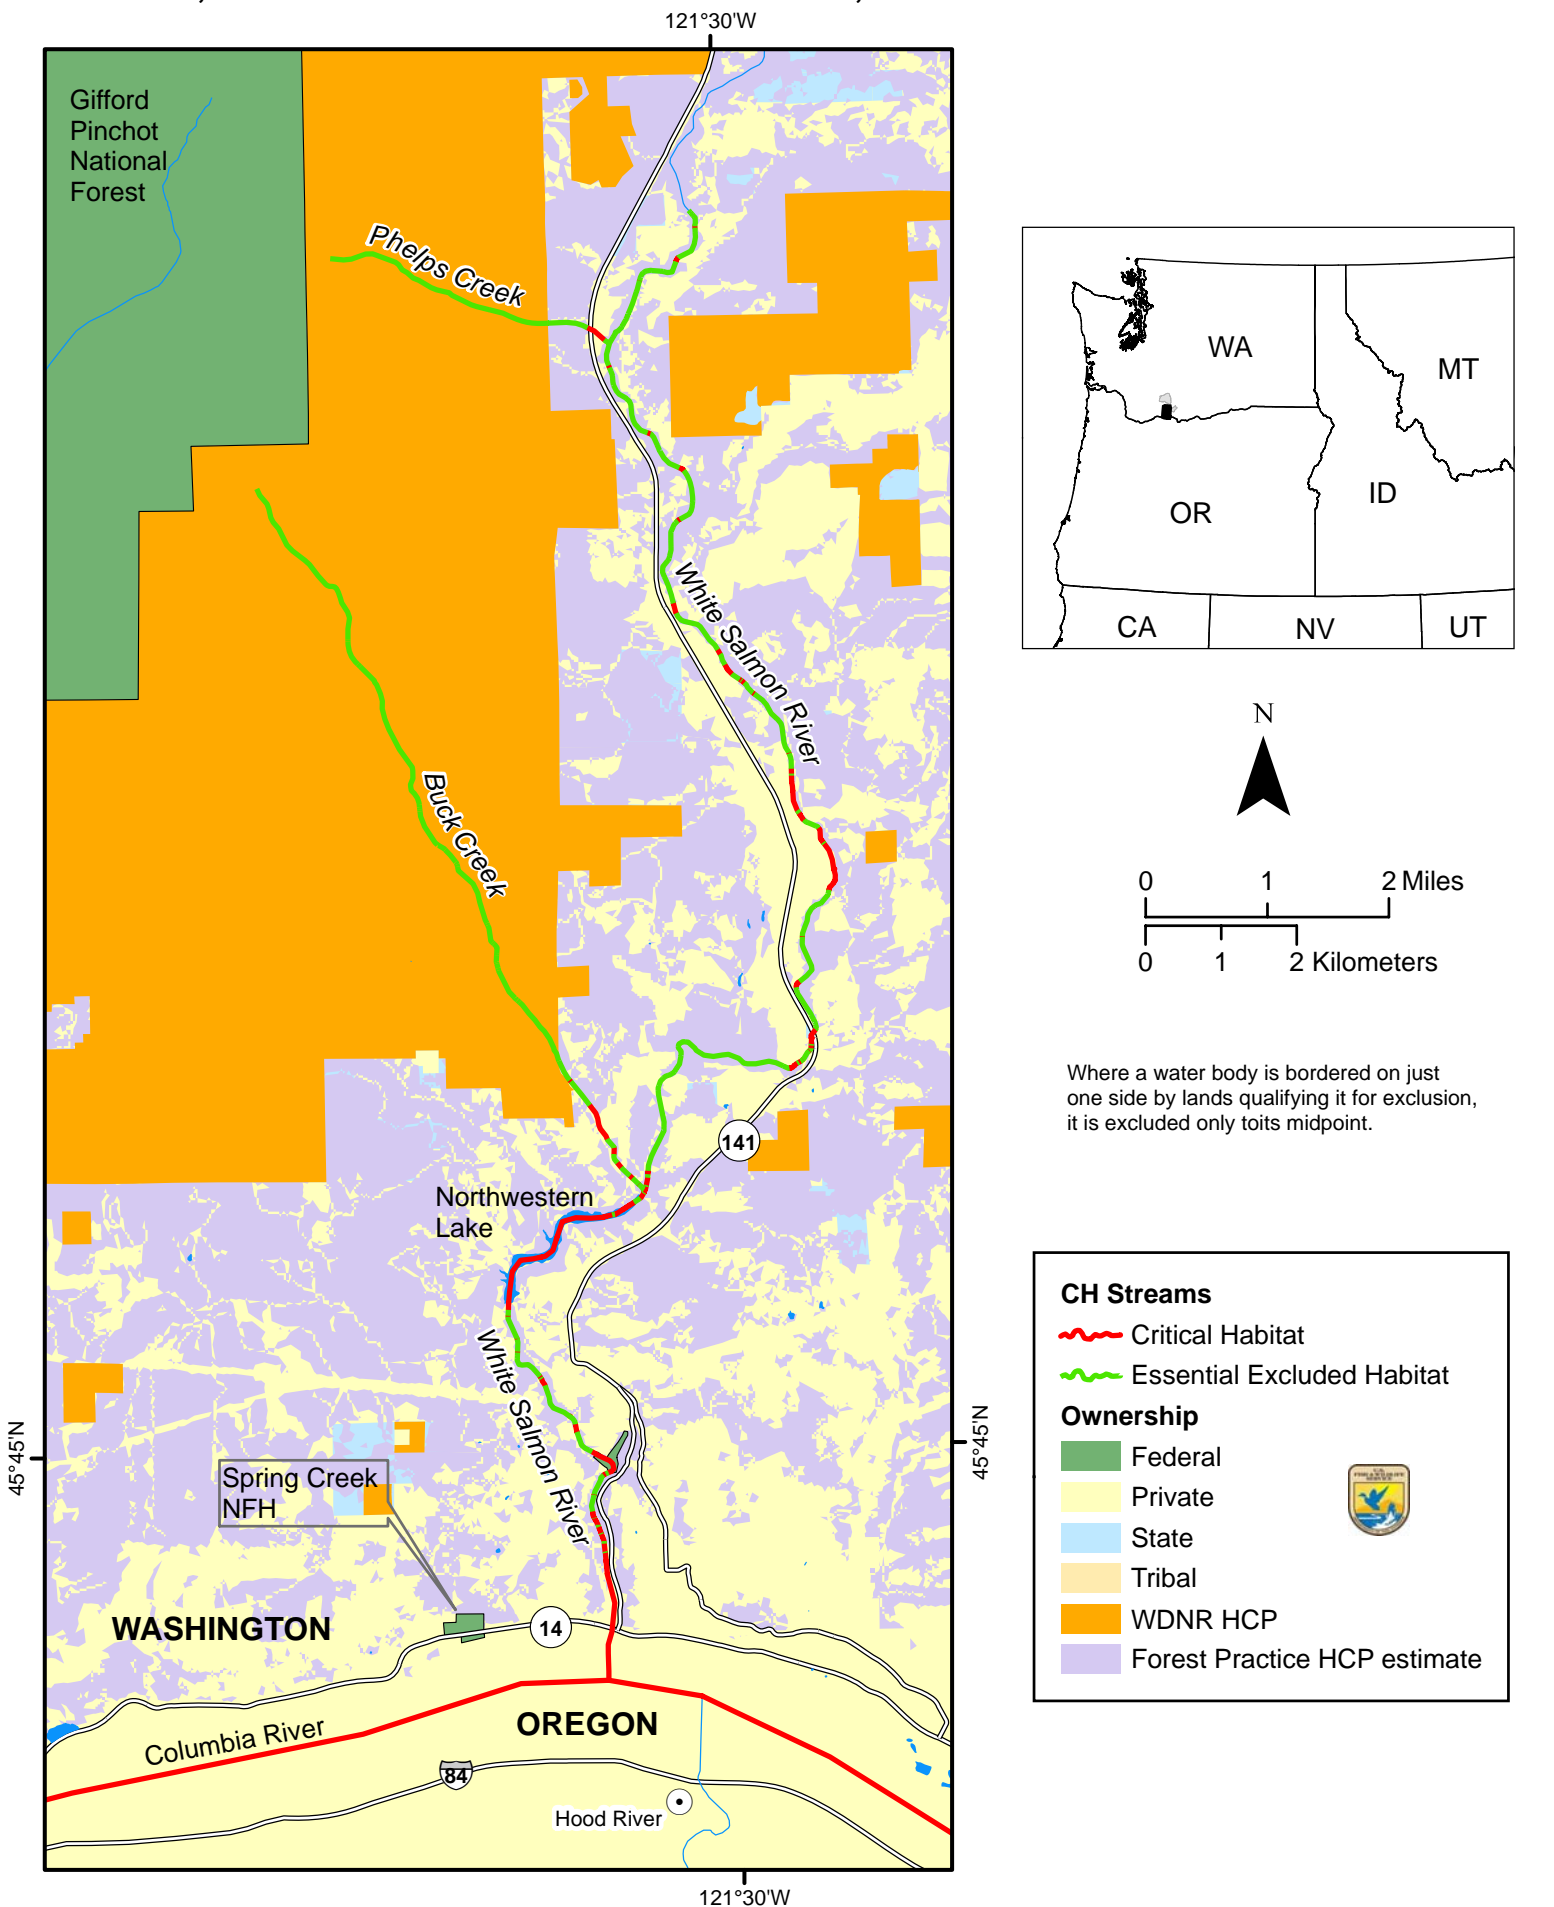 121°30'W
Gifford
Pinchot
National
Forest
Phelps Creek
White Salmon River
Buck Creek
141
Northwestern
Lake
White Salmon River
45°45'N
45°45'N
Spring Creek
NFH
WASHINGTON
14
OREGON
Columbia River
84
Hood River
121°30'W
WA
MT
OR
ID
CA
NV
UT
N
0 1 2 Miles
0 1 2 Kilometers
Where a water body is bordered on just
one side by lands qualifying it for exclusion,
it is excluded only toits midpoint.
CH Streams
Critical Habitat
Essential Excluded Habitat
Ownership
Federal
Private
State
Tribal
WDNR HCP
Forest Practice HCP estimate